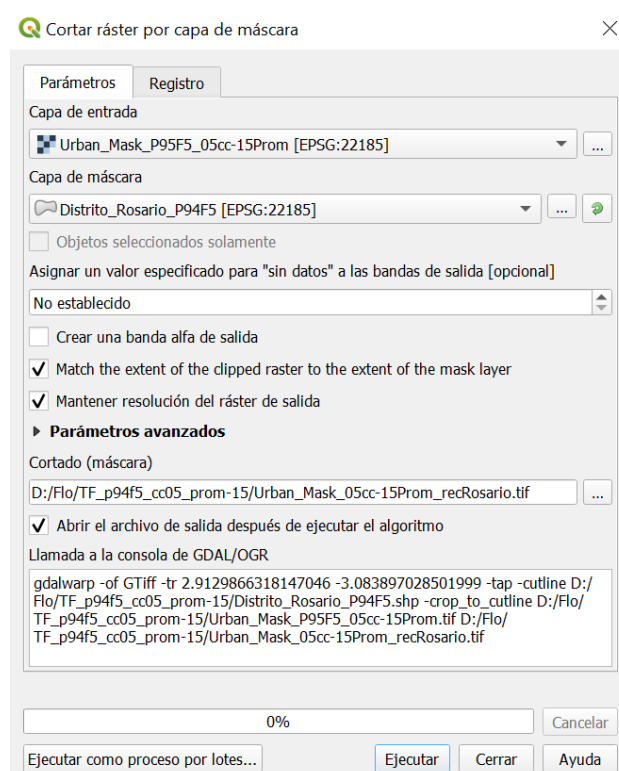 Cortar ráster por capa de máscara
Parámetros Registro
Capa de entrada
Urban_Mask_P95F5_05cc-15Prom [EPSG:22185]
...
Capa de máscara
Distrito_Rosario_P94F5 [EPSG:22185]
...
Objetos seleccionados solamente
Asignar un valor especificado para "sin datos" a las bandas de salida [opcional]
No establecido
Crear una banda alfa de salida
Match the extent of the clipped raster to the extent of the mask layer
Mantener resolución del ráster de salida
Parámetros avanzados
Cortado (máscara)
D:/Flo/TF_p94f5_cc05_prom-15/Urban_Mask_05cc-15Prom_recRosario.tif
...
Abrir el archivo de salida después de ejecutar el algoritmo
Llamada a la consola de GDAL/OGR
gdalwarp -of GTiff -tr 2.9129866318147046 -3.083897028501999 -tap -cutline D:/
Flo/TF_p94f5_cc05_prom-15/Distrito_Rosario_P94F5.shp -crop_to_cutline D:/Flo/
TF_p94f5_cc05_prom-15/Urban_Mask_P95F5_05cc-15Prom.tif D:/Flo/
TF_p94f5_cc05_prom-15/Urban_Mask_05cc-15Prom_recRosario.tif
0%
Cancelar
Ejecutar como proceso por lotes...
Ejecutar
Cerrar
Ayuda